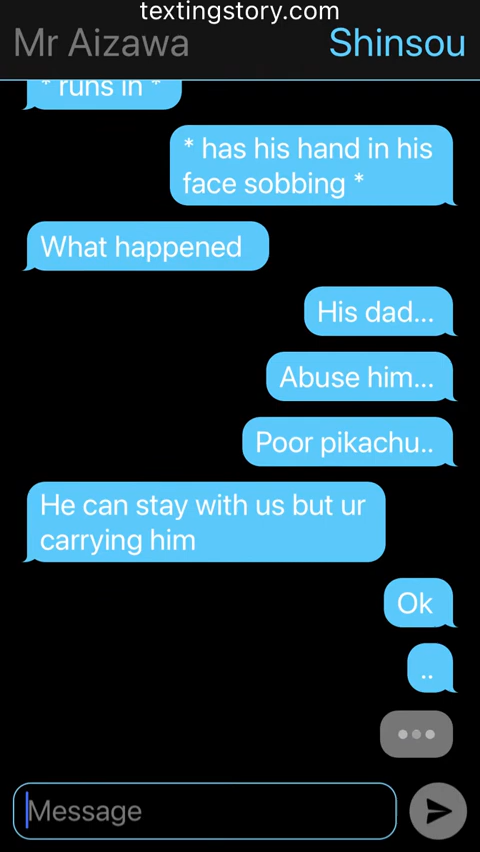 textingstory.com
Mr Aizawa
Shinsou
* runs in *
* has his hand in his
face sobbing *
What happened
His dad...
Abuse him...
Poor pikachu..
He can stay with us but ur
carrying him
Ok
..
Message